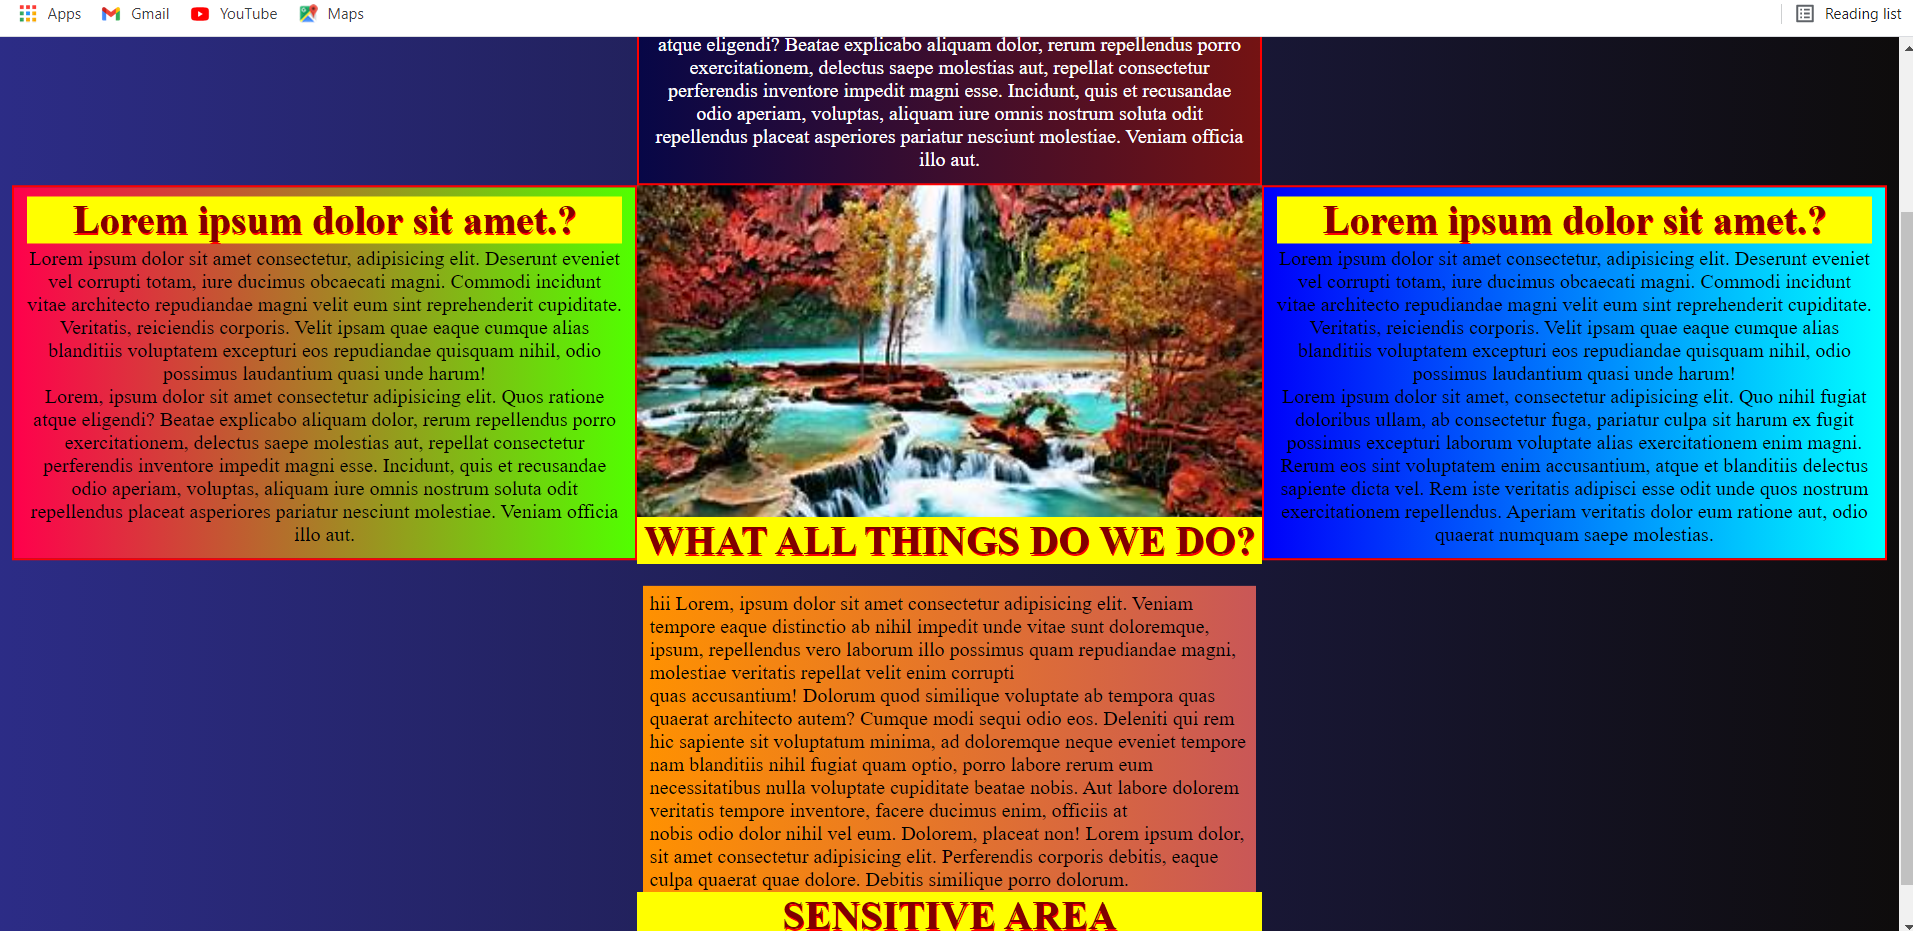 Apps Gmail YouTube Maps Reading list
atque eligendi? Beatae explicabo aliquam dolor, rerum repellendus porro
exercitationem, delectus saepe molestias aut, repellat consectetur
perferendis inventore impedit magni esse. Incidunt, quis et recusandae
odio aperiam, voluptas, aliquam iure omnis nostrum soluta odit
repellendus placeat asperiores pariatur nesciunt molestiae. Veniam officia
illo aut.
Lorem ipsum dolor sit amet.?
Lorem ipsum dolor sit amet consectetur, adipisicing elit. Deserunt eveniet
vel corrupti totam, iure ducimus obcaecati magni. Commodi incidunt
vitae architecto repudiandae magni velit eum sint reprehenderit cupiditate.
Veritatis, reiciendis corporis. Velit ipsam quae eaque cumque alias
blanditiis voluptatem excepturi eos repudiandae quisquam nihil, odio
possimus laudantium quasi unde harum!
Lorem, ipsum dolor sit amet consectetur adipisicing elit. Quos ratione
atque eligendi? Beatae explicabo aliquam dolor, rerum repellendus porro
exercitationem, delectus saepe molestias aut, repellat consectetur
perferendis inventore impedit magni esse. Incidunt, quis et recusandae
odio aperiam, voluptas, aliquam iure omnis nostrum soluta odit
repellendus placeat asperiores pariatur nesciunt molestiae. Veniam officia
illo aut.
Lorem ipsum dolor sit amet.?
Lorem ipsum dolor sit amet consectetur, adipisicing elit. Deserunt eveniet
vel corrupti totam, iure ducimus obcaecati magni. Commodi incidunt
vitae architecto repudiandae magni velit eum sint reprehenderit cupiditate.
Veritatis, reiciendis corporis. Velit ipsam quae eaque cumque alias
blanditiis voluptatem excepturi eos repudiandae quisquam nihil, odio
possimus laudantium quasi unde harum!
Lorem ipsum dolor sit amet, consectetur adipisicing elit. Quo nihil fugiat
doloribus ullam, ab consectetur fuga, pariatur culpa sit harum ex fugit
possimus excepturi laborum voluptate alias exercitationem enim magni.
Rerum eos sint voluptatem enim accusantium, atque et blanditiis delectus
sapiente dicta vel. Rem iste veritatis adipisci esse odit unde quos nostrum
exercitationem repellendus. Aperiam veritatis dolor eum ratione aut, odio
quaerat numquam saepe molestias.
WHAT ALL THINGS DO WE DO?
hii Lorem, ipsum dolor sit amet consectetur adipisicing elit. Veniam
tempore eaque distinctio ab nihil impedit unde vitae sunt doloremque,
ipsum, repellendus vero laborum illo possimus quam repudiandae magni,
molestiae veritatis repellat velit enim corrupti
quas accusantium! Dolorum quod similique voluptate ab tempora quas
quaerat architecto autem? Cumque modi sequi odio eos. Deleniti qui rem
hic sapiente sit voluptatum minima, ad doloremque neque eveniet tempore
nam blanditiis nihil fugiat quam optio, porro labore rerum eum
necessitatibus nulla voluptate cupiditate beatae nobis. Aut labore dolorem
veritatis tempore inventore, facere ducimus enim, officiis at
nobis odio dolor nihil vel eum. Dolorem, placeat non! Lorem ipsum dolor,
sit amet consectetur adipisicing elit. Perferendis corporis debitis, eaque
culpa quaerat quae dolore. Debitis similique porro dolorum.
SENSITIVE AREA